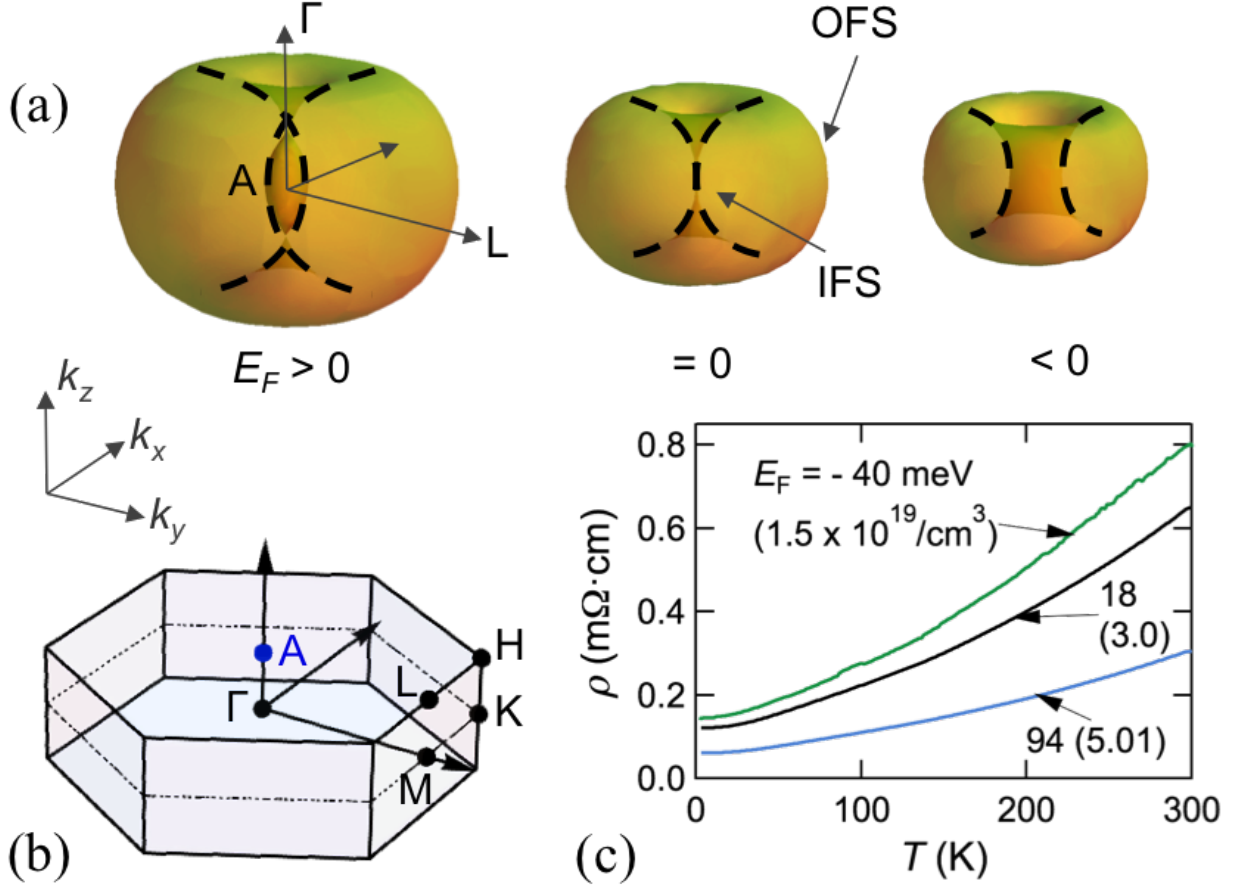 (a)
Γ
A
L
OFS
IFS
E_F > 0
= 0
< 0
k_z
k_x
k_y
A
Γ
L
H
K
M
(b)
0.8
0.6
0.4
0.2
0.0
ρ (mΩ·cm)
E_F = - 40 meV
(1.5 x 10^19/cm^3)
18
(3.0)
94 (5.01)
0
100
200
300
T (K)
(c)